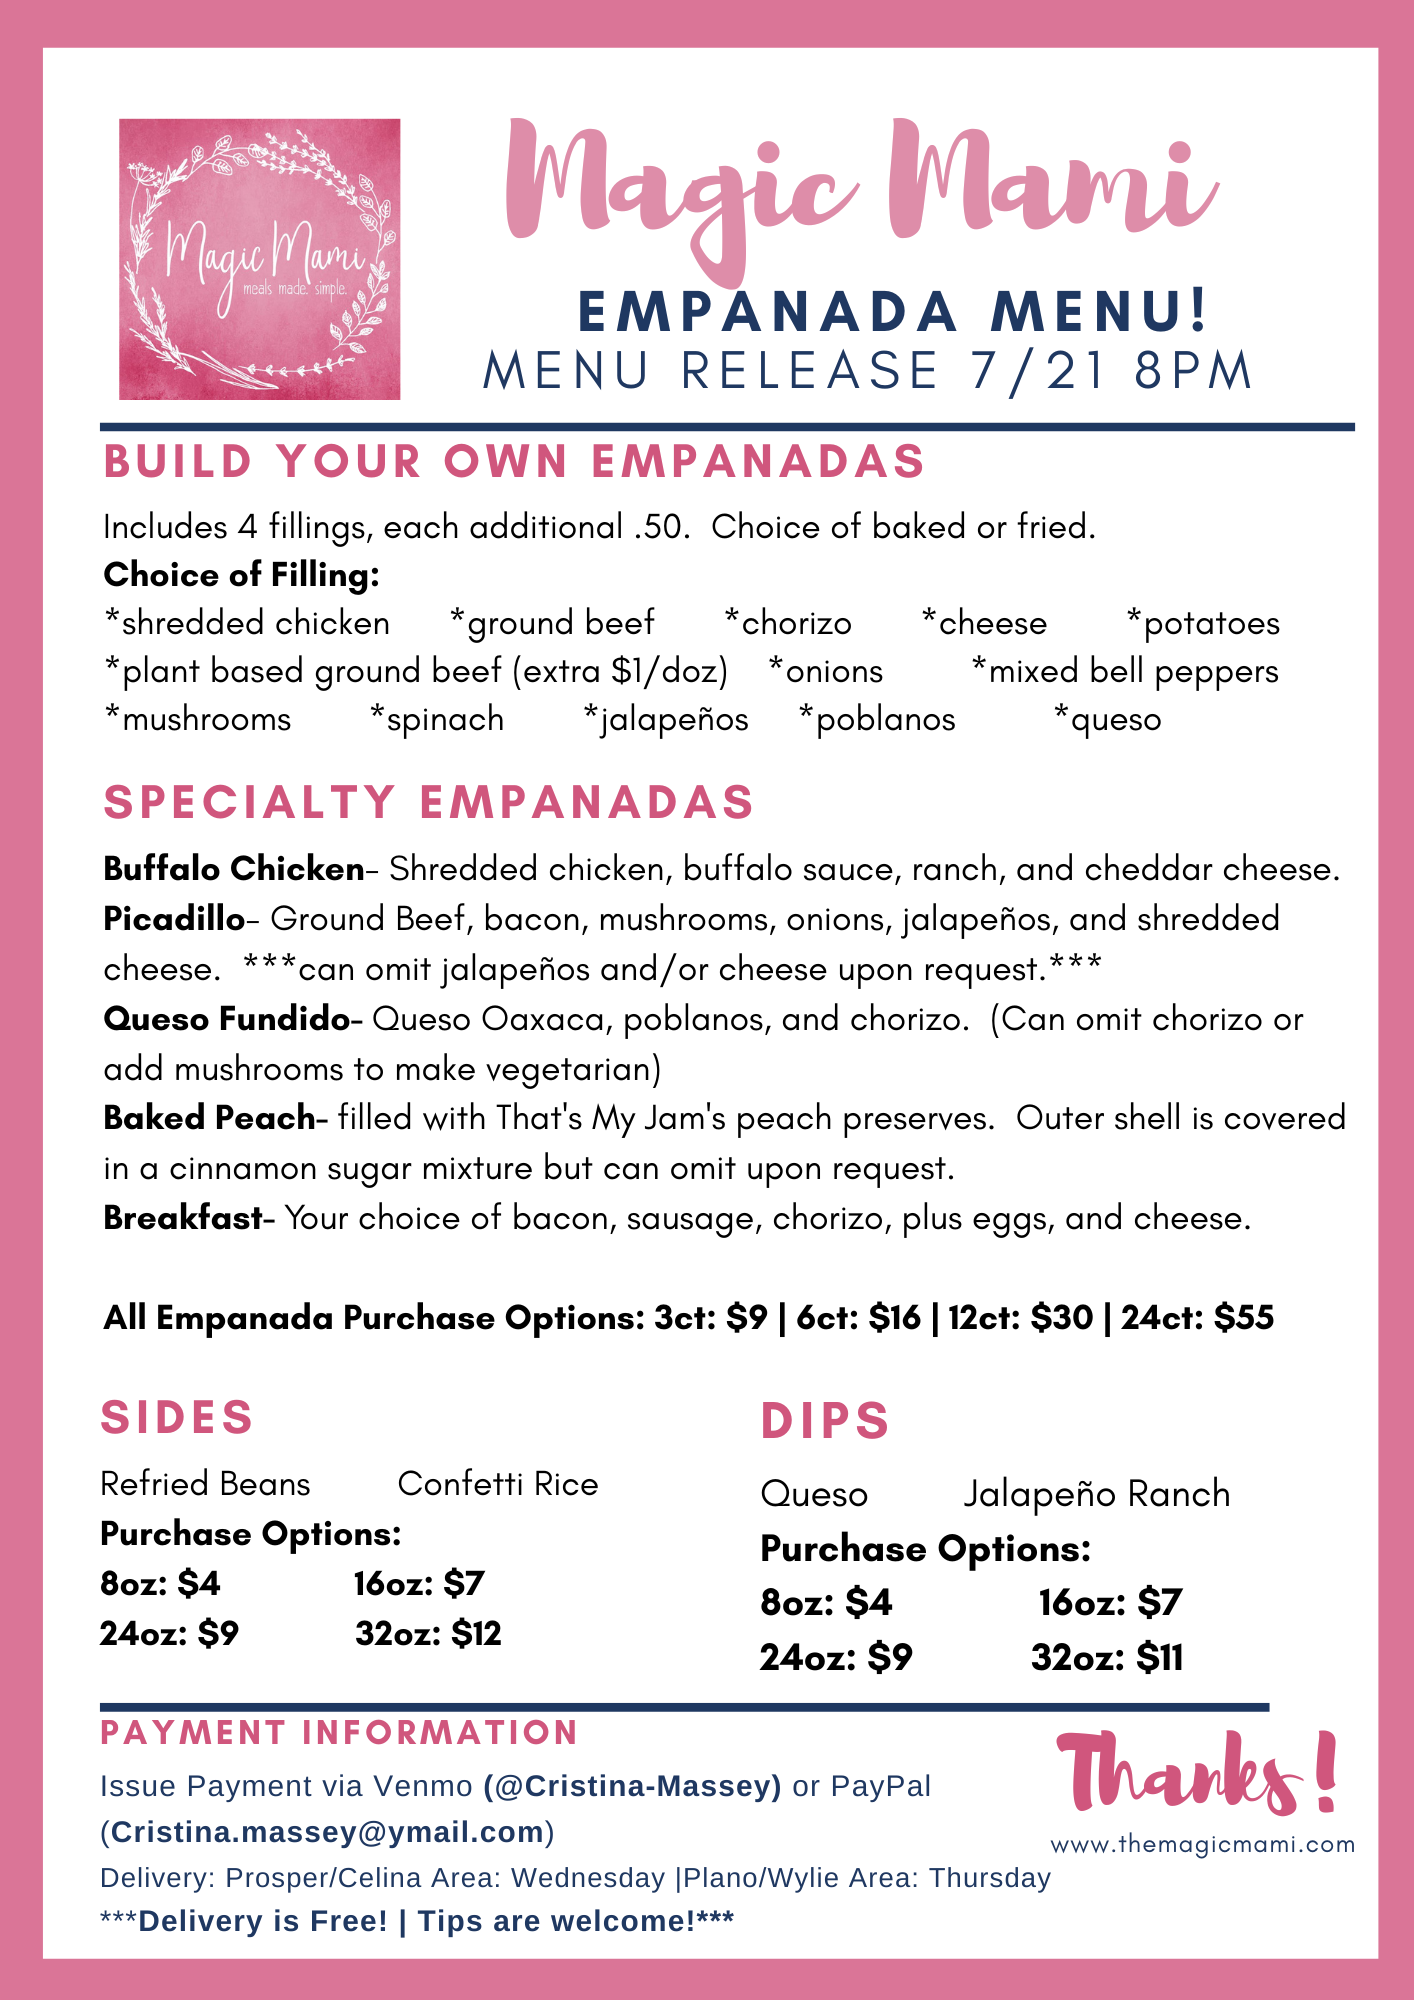 Magic Mami
meals made. simple.
Magic Mami
EMPANADA MENU!
MENU RELEASE 7/21 8PM
BUILD YOUR OWN EMPANADAS
Includes 4 fillings, each additional .50. Choice of baked or fried.
Choice of Filling:
*shredded chicken *ground beef *chorizo *cheese *potatoes
*plant based ground beef (extra $1/doz) *onions *mixed bell peppers
*mushrooms *spinach *jalapeños *poblanos *queso
SPECIALTY EMPANADAS
Buffalo Chicken- Shredded chicken, buffalo sauce, ranch, and cheddar cheese.
Picadillo- Ground Beef, bacon, mushrooms, onions, jalapeños, and shredded
cheese. ***can omit jalapeños and/or cheese upon request.***
Queso Fundido- Queso Oaxaca, poblanos, and chorizo. (Can omit chorizo or
add mushrooms to make vegetarian)
Baked Peach- filled with That's My Jam's peach preserves. Outer shell is covered
in a cinnamon sugar mixture but can omit upon request.
Breakfast- Your choice of bacon, sausage, chorizo, plus eggs, and cheese.
All Empanada Purchase Options: 3ct: $9 | 6ct: $16 | 12ct: $30 | 24ct: $55
SIDES
Refried Beans Confetti Rice
Purchase Options:
8oz: $4 16oz: $7
24oz: $9 32oz: $12
DIPS
Queso Jalapeño Ranch
Purchase Options:
8oz: $4 16oz: $7
24oz: $9 32oz: $11
PAYMENT INFORMATION
Issue Payment via Venmo (@Cristina-Massey) or PayPal
(Cristina.massey@ymail.com)
Delivery: Prosper/Celina Area: Wednesday |Plano/Wylie Area: Thursday
***Delivery is Free! | Tips are welcome!***
Thanks!
www.themagicmami.com